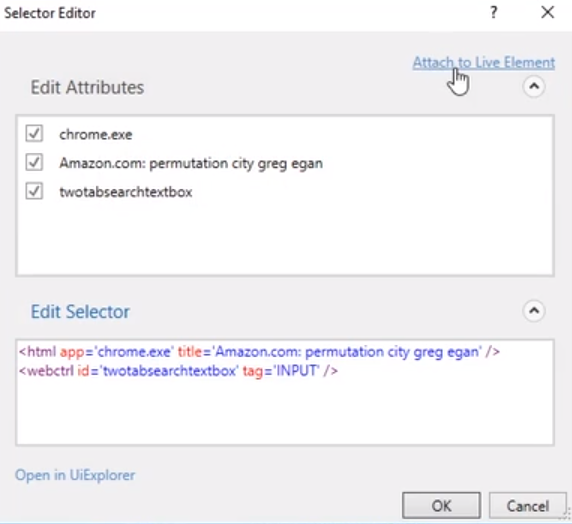 Selector Editor
?
Attach to Live Element
Edit Attributes
chrome.exe
Amazon.com: permutation city greg egan
twotabsearchtextbox
Edit Selector
<html app='chrome.exe' title='Amazon.com: permutation city greg egan' />
<webctrl id='twotabsearchtextbox' tag='INPUT' />
Open in UiExplorer
OK
Cancel